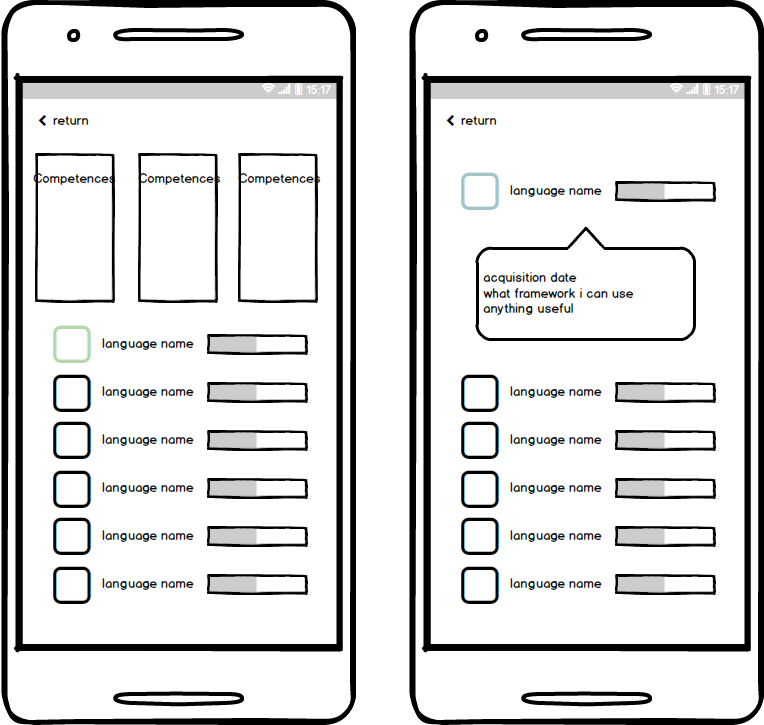 15:17
return
Competences Competences Competences
language name
language name
language name
language name
language name
language name
15:17
return
language name
acquisition date
what framework i can use
anything useful
language name
language name
language name
language name
language name